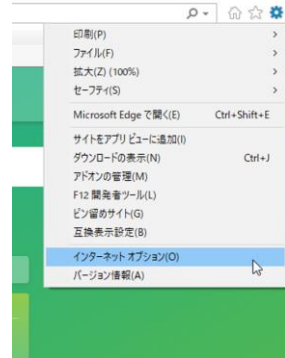 印刷(P)
ファイル(F)
拡大(Z) (100%)
セーフティ(S)
Microsoft Edge で開く(E) Ctrl+Shift+E
サイトをアプリ ビューに追加(I)
ダウンロードの表示(N) Ctrl+J
アドオンの管理(M)
F12 開発者ツール(L)
ピン留めサイト(G)
互換表示設定(B)
インターネット オプション(O)
バージョン情報(A)